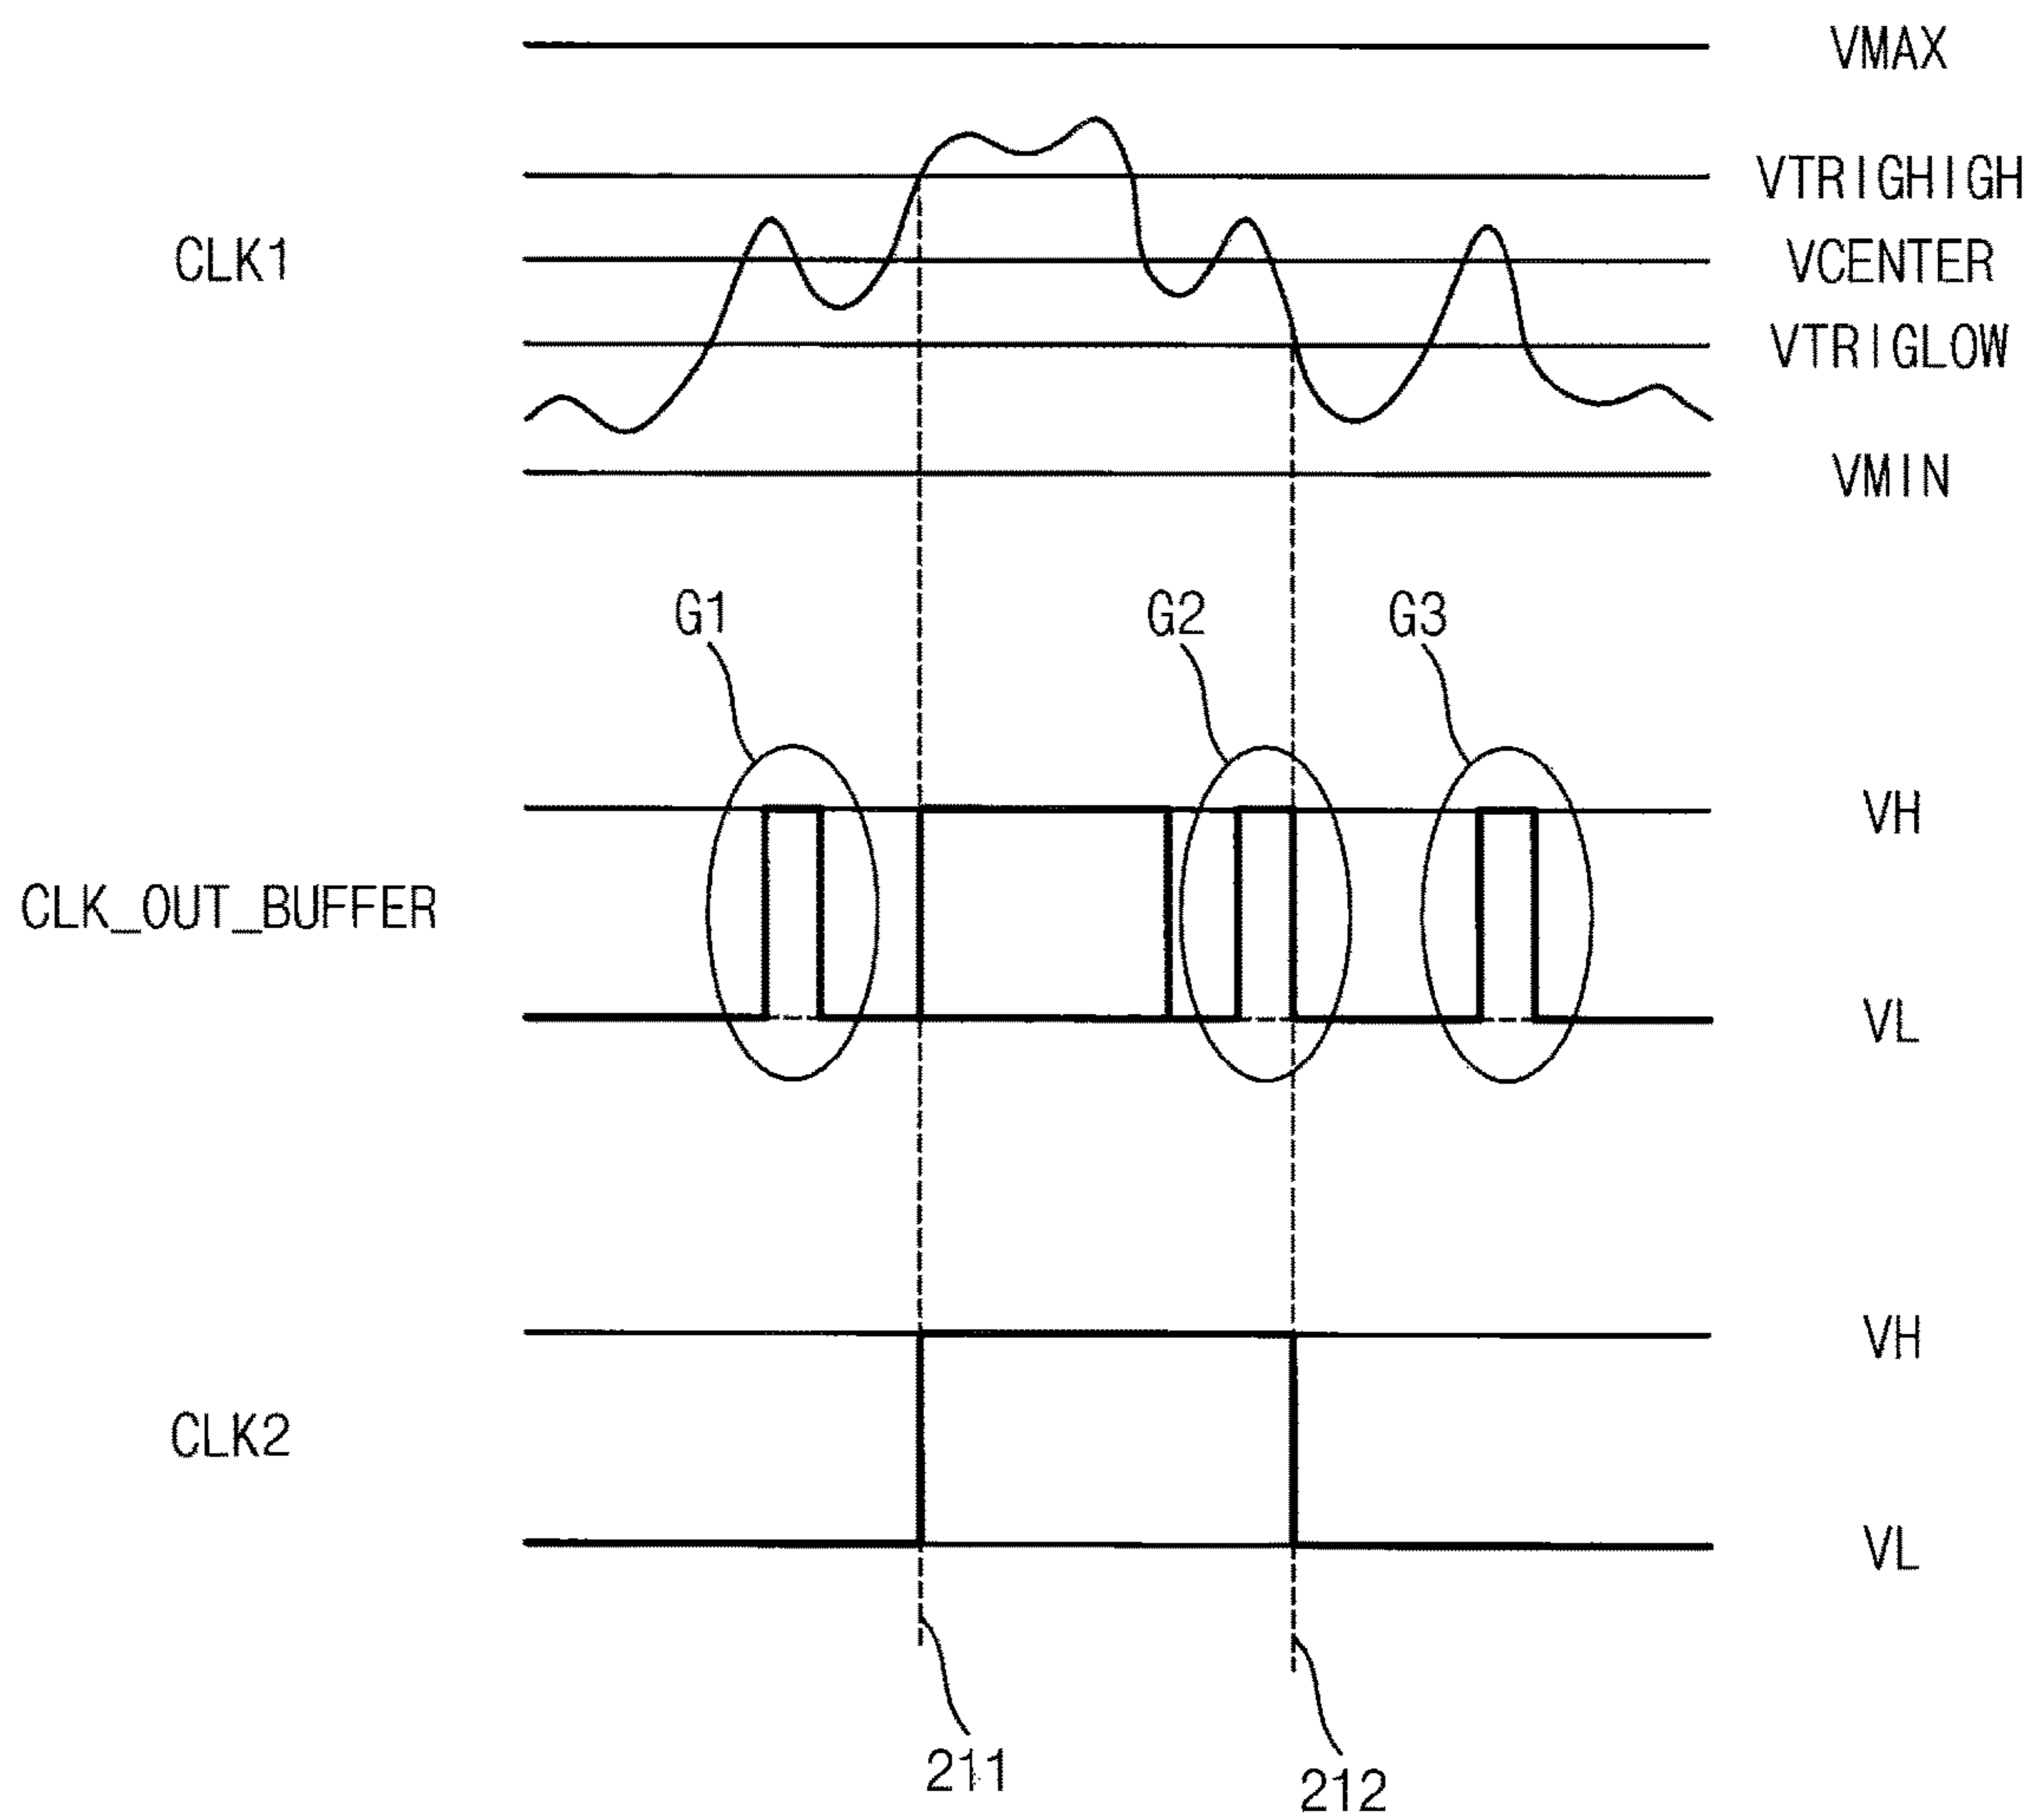 VMAX
VTRIGHIGH
CLK1
VCENTER
VTRIGLOW
VMIN
G1
G2
G3
VH
CLK_OUT_BUFFER
VL
VH
CLK2
VL
211
212